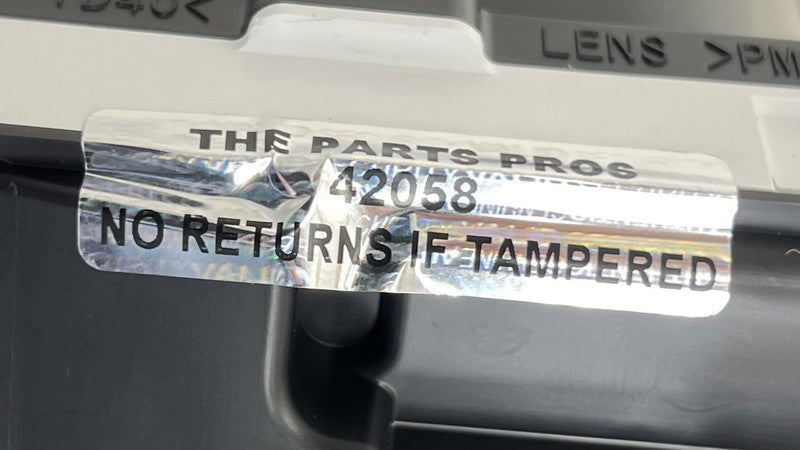 LENS >PM
THE PARTS PROS
42058
NO RETURNS IF TAMPERED